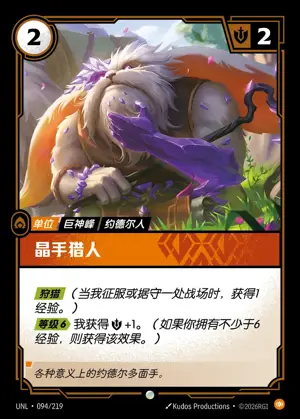 2
2
单位 巨神峰 约德尔人
晶手猎人
狩猎 （当我征服或据守一处战场时，获得1
经验。）
等级 6 我获得 +1。（如果你拥有不少于6
经验，则获得该效果。）
各种意义上的约德尔多面手。
UNL • 094/219
Kudos Productions
©2026RGI